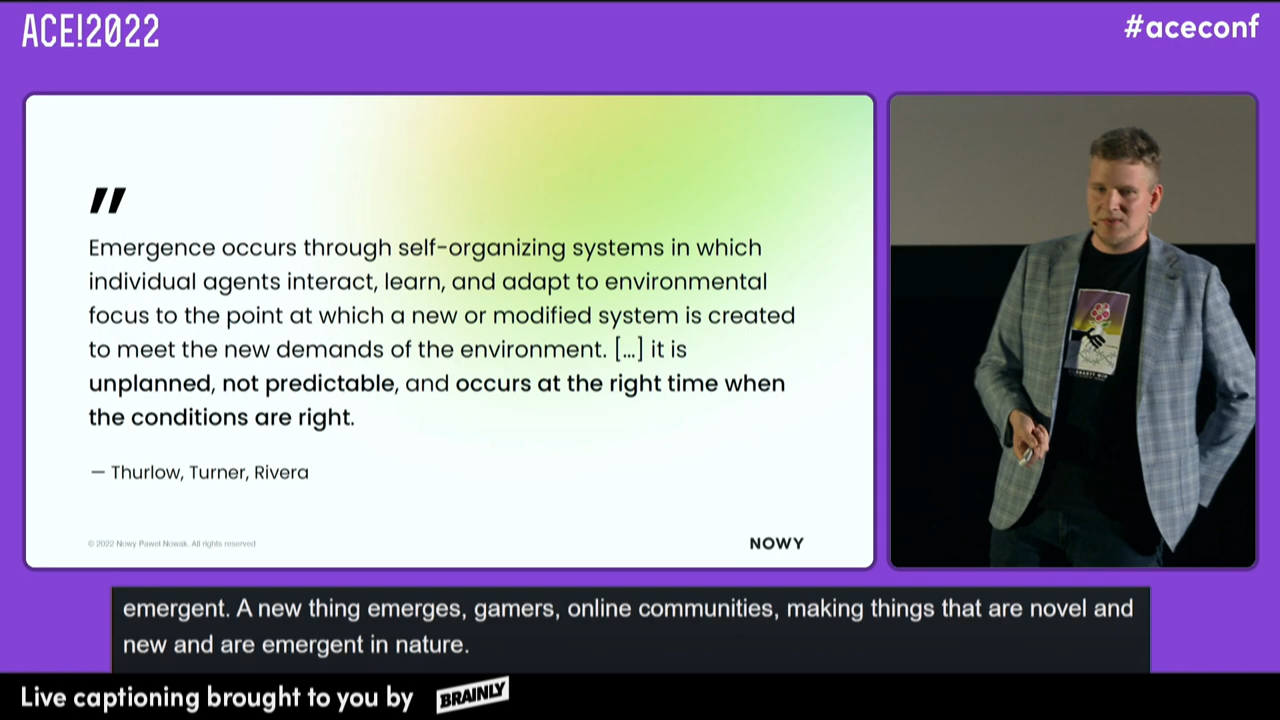 ACE!2022
#aceconf
"
Emergence occurs through self-organizing systems in which
individual agents interact, learn, and adapt to environmental
focus to the point at which a new or modified system is created
to meet the new demands of the environment. [...] it is
unplanned, not predictable, and occurs at the right time when
the conditions are right.
— Thurlow, Turner, Rivera
© 2022 Nowy Paweł Nowak. All rights reserved
NOWY
emergent. A new thing emerges, gamers, online communities, making things that are novel and
new and are emergent in nature.
Live captioning brought to you by BRAINLY